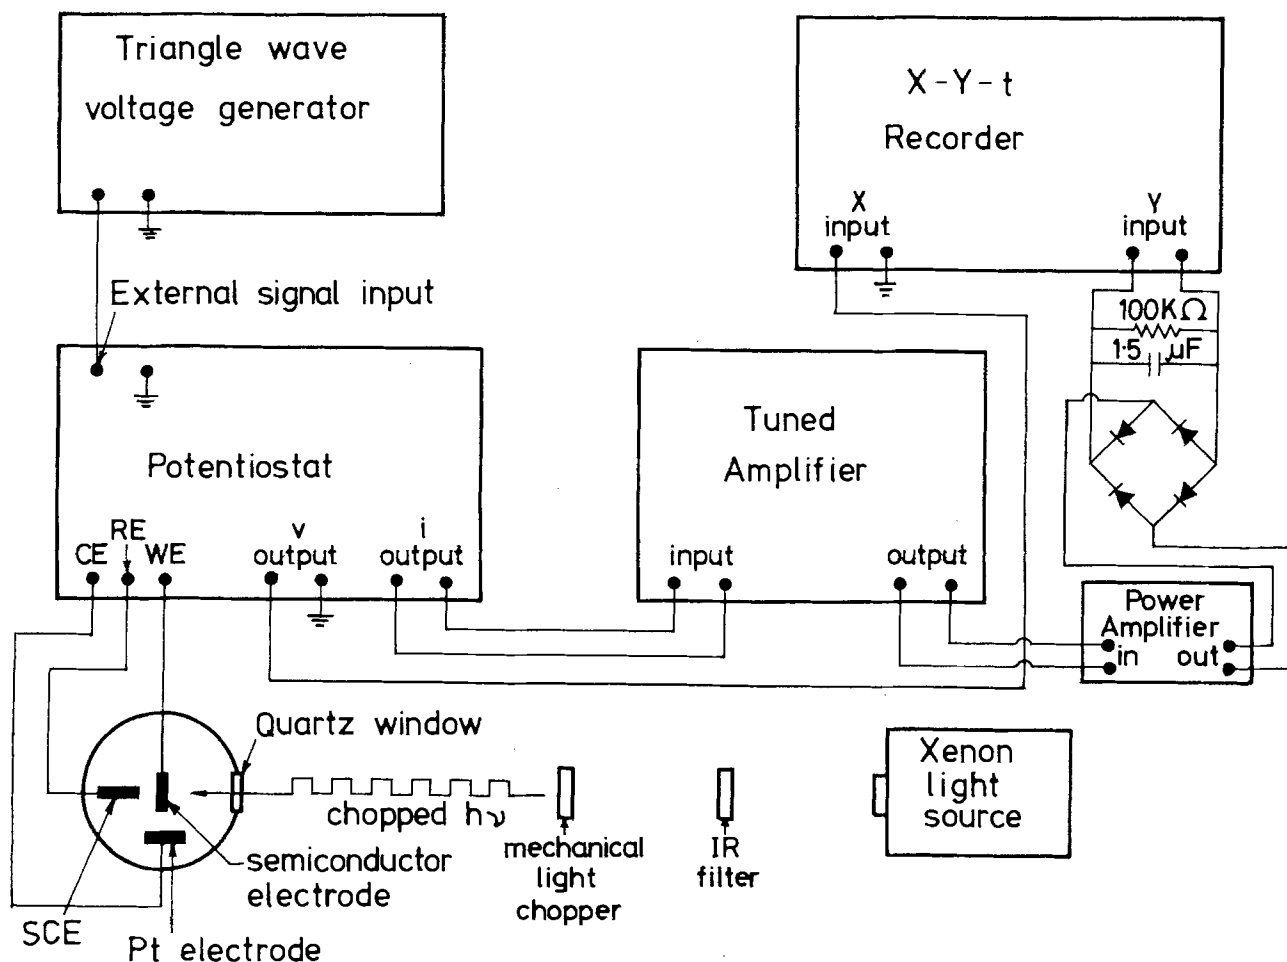 Triangle wave
voltage generator
X-Y-t
Recorder
X
input
Y
input
External signal input
100KΩ
1·5 μF
Potentiostat
Tuned
Amplifier
CE
RE
WE
v
output
i
output
input
output
Power
Amplifier
in
out
Quartz window
chopped hν
mechanical
light
chopper
IR
filter
Xenon
light
source
semiconductor
electrode
SCE
Pt electrode